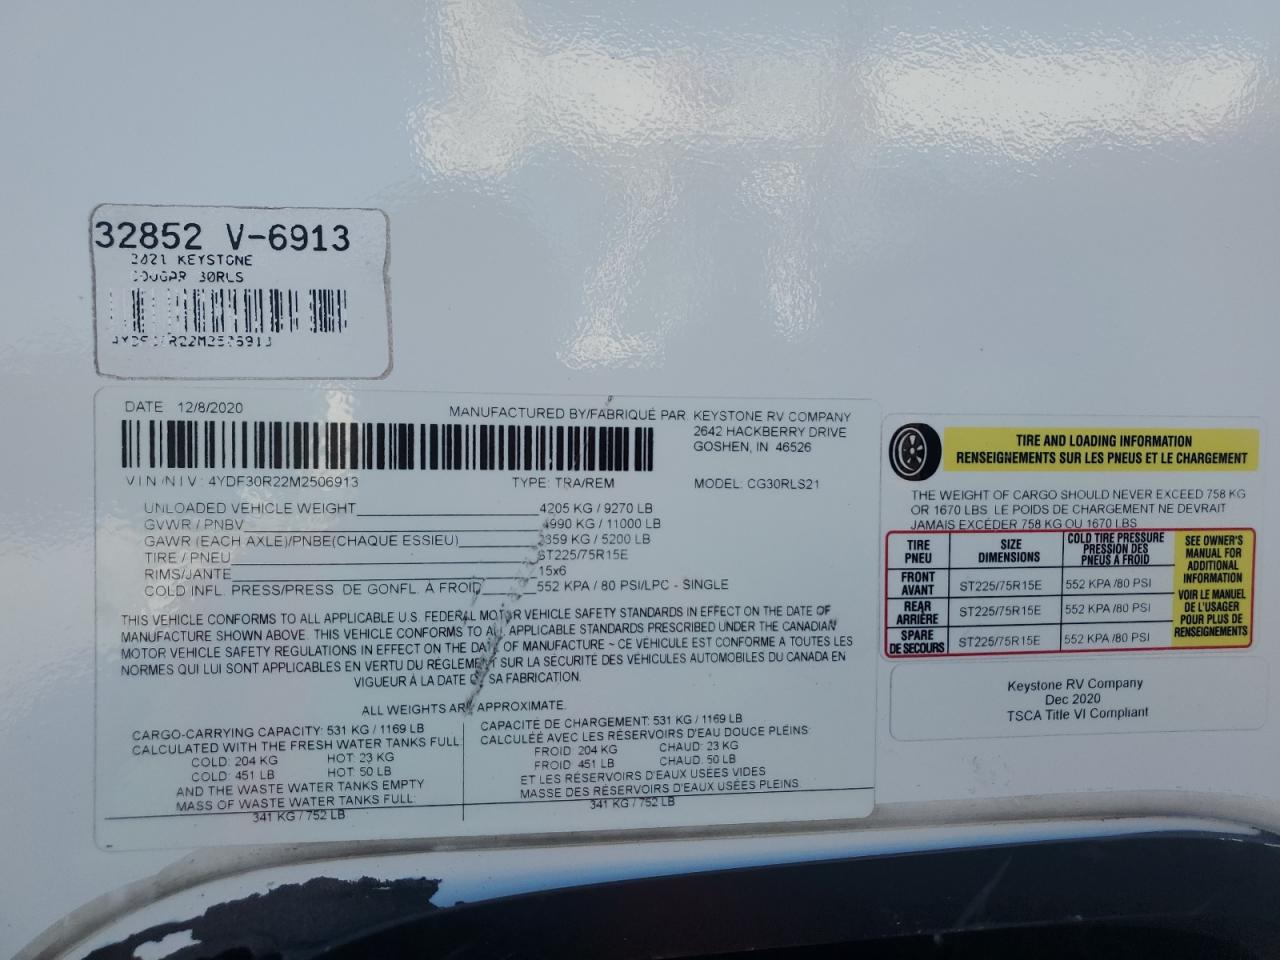 32852 V-6913
2021 KEYSTONE
COUGAR 30RLS
DATE 12/8/2020
MANUFACTURED BY/FABRIQUÉ PAR KEYSTONE RV COMPANY
2642 HACKBERRY DRIVE
GOSHEN, IN 46526
VIN/NIV: 4YDF30R22M2506913
TYPE: TRA/REM
MODEL: CG30RLS21
UNLOADED VEHICLE WEIGHT 4205 KG / 9270 LB
GVWR / PNBV 4990 KG / 11000 LB
GAWR (EACH AXLE)/PNBE(CHAQUE ESSIEU) 2359 KG / 5200 LB
TIRE / PNEU ST225/75R15E
RIMS/JANTE 15x6
COLD INFL. PRESS/PRESS DE GONFL. À FROID 552 KPA / 80 PSI/LPC - SINGLE
THIS VEHICLE CONFORMS TO ALL APPLICABLE U.S. FEDERAL MOTOR VEHICLE SAFETY STANDARDS IN EFFECT ON THE DATE OF
MANUFACTURE SHOWN ABOVE. THIS VEHICLE CONFORMS TO ALL APPLICABLE STANDARDS PRESCRIBED UNDER THE CANADIAN
MOTOR VEHICLE SAFETY REGULATIONS IN EFFECT ON THE DATE OF MANUFACTURE ~ CE VÉHICULE EST CONFORME A TOUTES LES
NORMES QUI LUI SONT APPLICABLES EN VERTU DU RÉGLEMENT SUR LA SÉCURITÉ DES VEHICULES AUTOMOBILES DU CANADA EN
VIGUEUR À LA DATE DE SA FABRICATION.
ALL WEIGHTS ARE APPROXIMATE.
CARGO-CARRYING CAPACITY: 531 KG / 1169 LB
CALCULATED WITH THE FRESH WATER TANKS FULL:
COLD: 204 KG HOT: 23 KG
COLD: 451 LB HOT: 50 LB
AND THE WASTE WATER TANKS EMPTY
MASS OF WASTE WATER TANKS FULL:
341 KG / 752 LB
CAPACITÉ DE CHARGEMENT: 531 KG / 1169 LB
CALCULÉE AVEC LES RÉSERVOIRS D'EAU DOUCE PLEINS
FROID: 204 KG CHAUD: 23 KG
FROID: 451 LB CHAUD: 50 LB
ET LES RÉSERVOIRS D'EAUX USÉES VIDES
MASSE DES RÉSERVOIRS D'EAUX USÉES PLEINS:
341 KG / 752 LB
TIRE AND LOADING INFORMATION
RENSEIGNEMENTS SUR LES PNEUS ET LE CHARGEMENT
THE WEIGHT OF CARGO SHOULD NEVER EXCEED 758 KG
OR 1670 LBS. LE POIDS DE CHARGEMENT NE DEVRAIT
JAMAIS EXCÉDER 758 KG OU 1670 LBS
TIRE
PNEU
SIZE
DIMENSIONS
COLD TIRE PRESSURE
PRESSION DES
PNEUS A FROID
FRONT
AVANT
ST225/75R15E
552 KPA /80 PSI
REAR
ARRIÈRE
ST225/75R15E
552 KPA /80 PSI
SPARE
DE SECOURS
ST225/75R15E
552 KPA /80 PSI
SEE OWNER'S
MANUAL FOR
ADDITIONAL
INFORMATION
VOIR LE MANUEL
DE L'USAGER
POUR PLUS DE
RENSEIGNEMENTS
Keystone RV Company
Dec 2020
TSCA Title VI Compliant